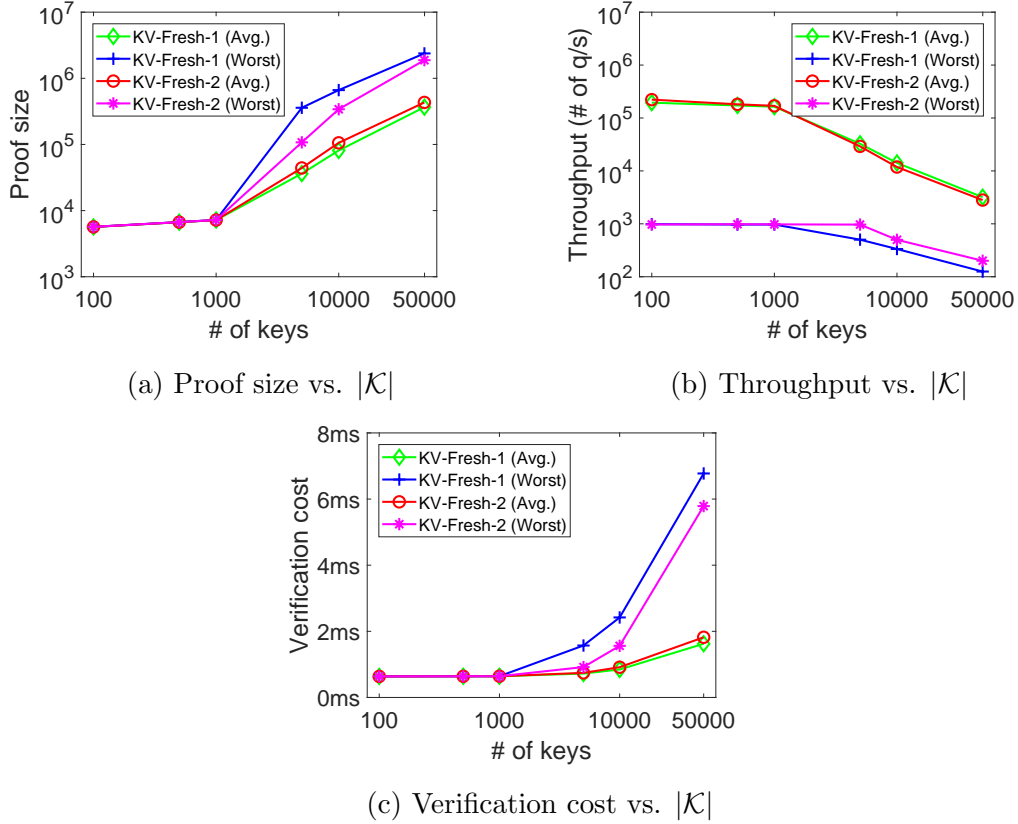 10^7
10^6
10^5
10^4
10^3
Proof size
KV-Fresh-1 (Avg.)
KV-Fresh-1 (Worst)
KV-Fresh-2 (Avg.)
KV-Fresh-2 (Worst)
100 1000 10000 50000
# of keys
(a) Proof size vs. |𝒦|
10^7
10^6
10^5
10^4
10^3
10^2
Throughput (# of q/s)
KV-Fresh-1 (Avg.)
KV-Fresh-1 (Worst)
KV-Fresh-2 (Avg.)
KV-Fresh-2 (Worst)
100 1000 10000 50000
# of keys
(b) Throughput vs. |𝒦|
8ms
6ms
4ms
2ms
0ms
Verification cost
KV-Fresh-1 (Avg.)
KV-Fresh-1 (Worst)
KV-Fresh-2 (Avg.)
KV-Fresh-2 (Worst)
100 1000 10000 50000
# of keys
(c) Verification cost vs. |𝒦|